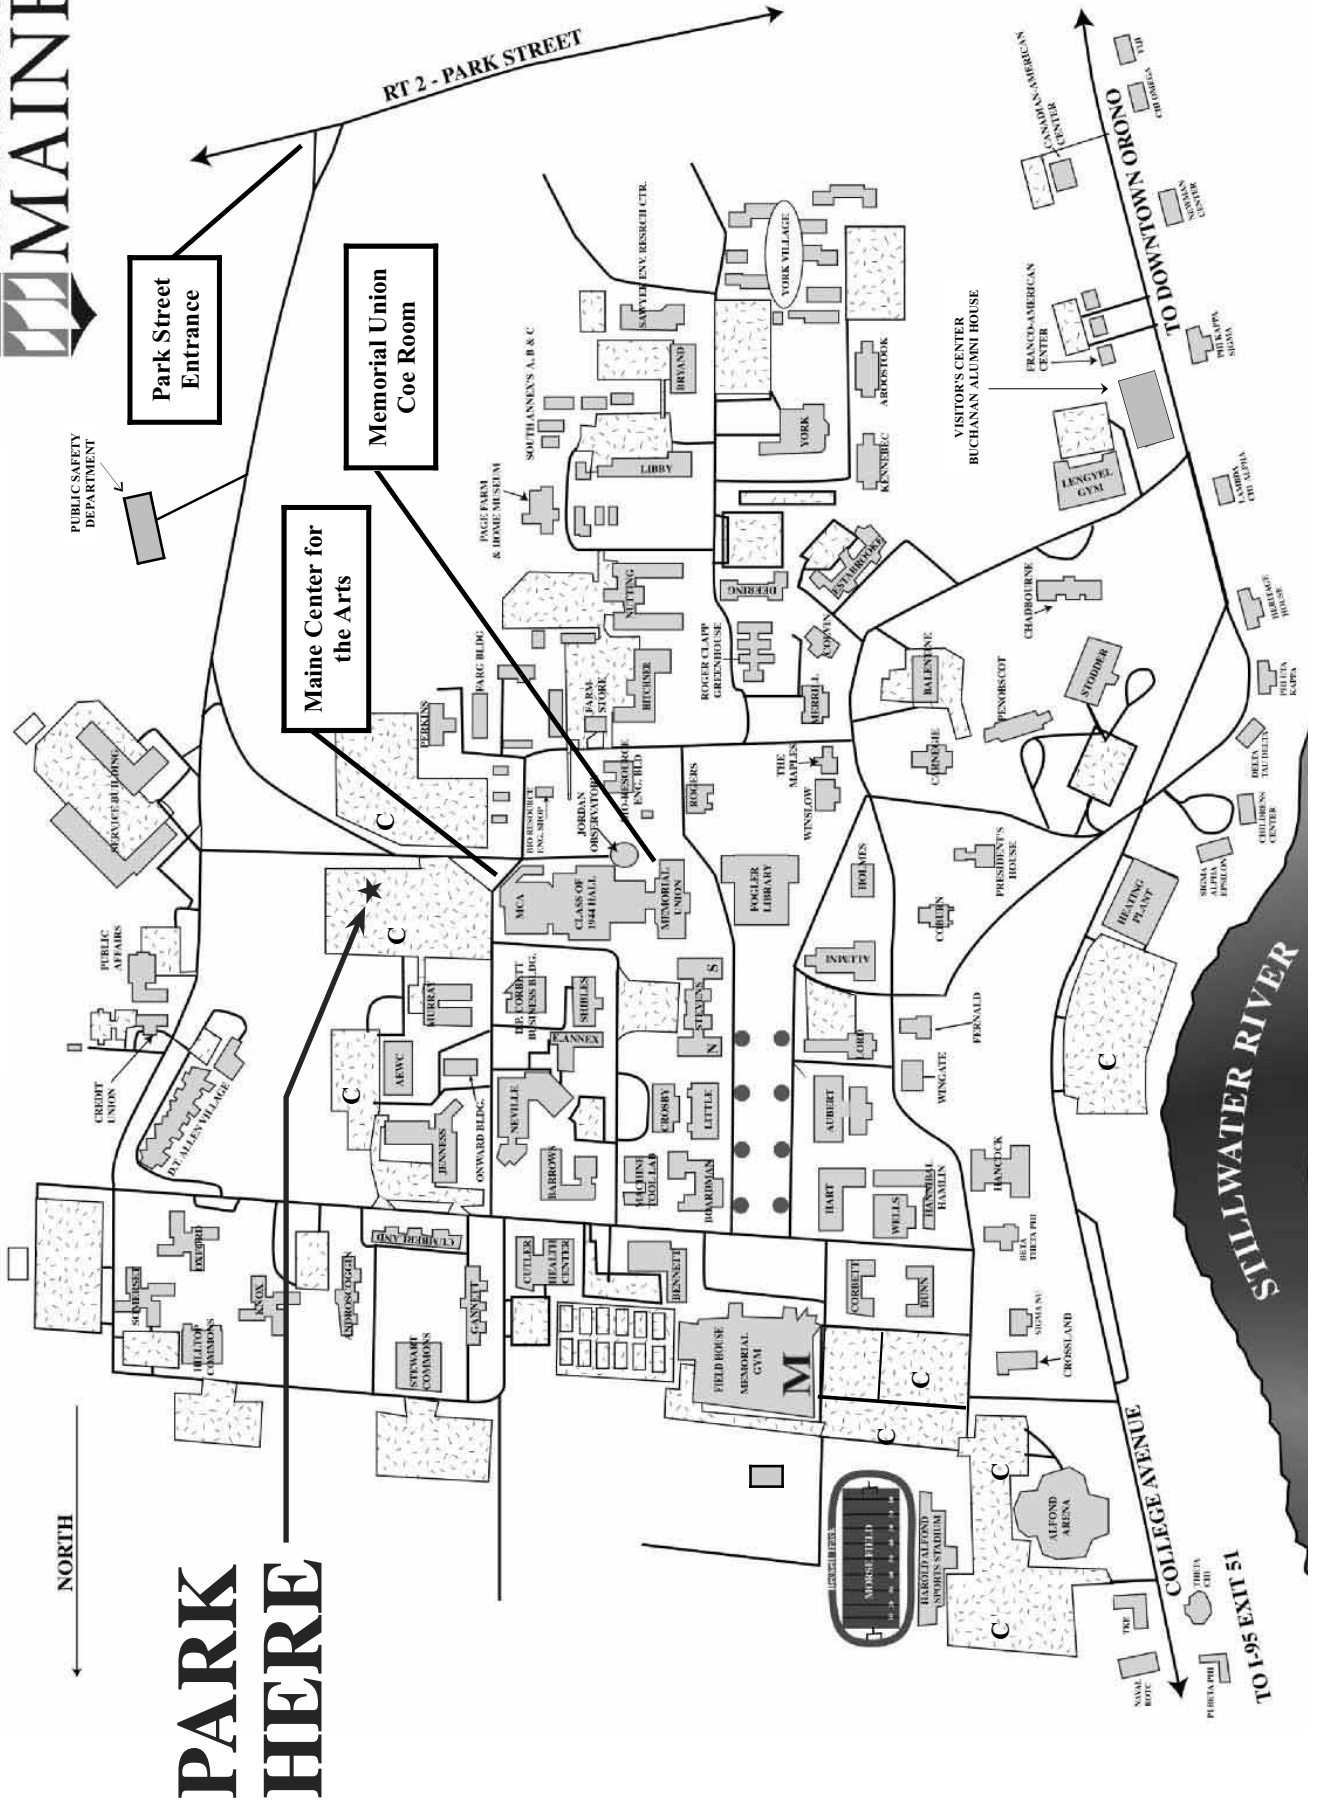 MAINE
RT 2 - PARK STREET
Park Street
Entrance
Memorial Union
Coe Room
Maine Center for
the Arts
PUBLIC SAFETY
DEPARTMENT
PARK
HERE
NORTH
CANADIAN-AMERICAN
CENTER
FIJI
CHI OMEGA
TO DOWNTOWN ORONO
NEWMAN
CENTER
FRANCO-AMERICAN
CENTER
PHI KAPPA
SIGMA
VISITOR'S CENTER
BUCHANAN ALUMNI HOUSE
LENGYEL
GYM
LAMBDA
CHI ALPHA
HERITAGE
HOUSE
PHI ETA
KAPPA
DELTA
TAU DELTA
CHILDRENS
CENTER
SIGMA
ALPHA
EPSILON
SAWYER ENV. RESRCH CTR.
YORK VILLAGE
BRYAND
SOUTH ANNEX'S A, B & C
AROOSTOOK
YORK
LIBBY
KENNEBEC
PAGE FARM
& HOME MUSEUM
ESTABROOKE
DEERING
NUTTING
CHADBOURNE
COLVIN
ROGER CLAPP
GREENHOUSE
FARG BLDG
FARM
STORE
HITCHNER
MERRILL
BALENTINE
STODDER
PENOBSCOT
PERKINS
C
SERVICE BUILDING
BIO RESOURCE
ENG. SHOP
JORDAN
OBSERVATORY
BIO-RESOURCE
ENG. BLD
ROGERS
THE
MAPLES
WINSLOW
CARNEGIE
PRESIDENT'S
HOUSE
HOLMES
COBURN
HEATING
PLANT
MCA
CLASS OF
1944 HALL
MEMORIAL
UNION
FOGLER
LIBRARY
C
PUBLIC
AFFAIRS
CREDIT
UNION
D.T. ALLEN VILLAGE
MURRAY
D.P. CORBETT
BUSINESS BLDG.
SHIBLES
E.ANNEX
STEVENS
S
N
ALUMNI
LORD
FERNALD
WINGATE
C
STILLWATER RIVER
AEWC
C
ONWARD BLDG.
JENNESS
NEVILLE
BARROWS
CROSBY
LITTLE
MACHINE
TOOL LAB
BOARDMAN
AUBERT
HART
WELLS
HANNIBAL
HAMLIN
HANCOCK
BETA
THETA PHI
OXFORD
SOMERSET
KNOX
HILLTOP
COMMONS
ANDROSCOGGIN
CUMBERLAND
GANNETT
STEWART
COMMONS
CUTLER
HEALTH
CENTER
BENNETT
FIELD HOUSE
MEMORIAL
GYM
M
CORBETT
DUNN
SIGMA NU
CROSSLAND
C
C
C
C
MORSE FIELD
HAROLD ALFOND
SPORTS STADIUM
ALFOND
ARENA
COLLEGE AVENUE
TKE
THETA
CHI
NAVAL
ROTC
PI BETA PHI
TO I-95 EXIT 51